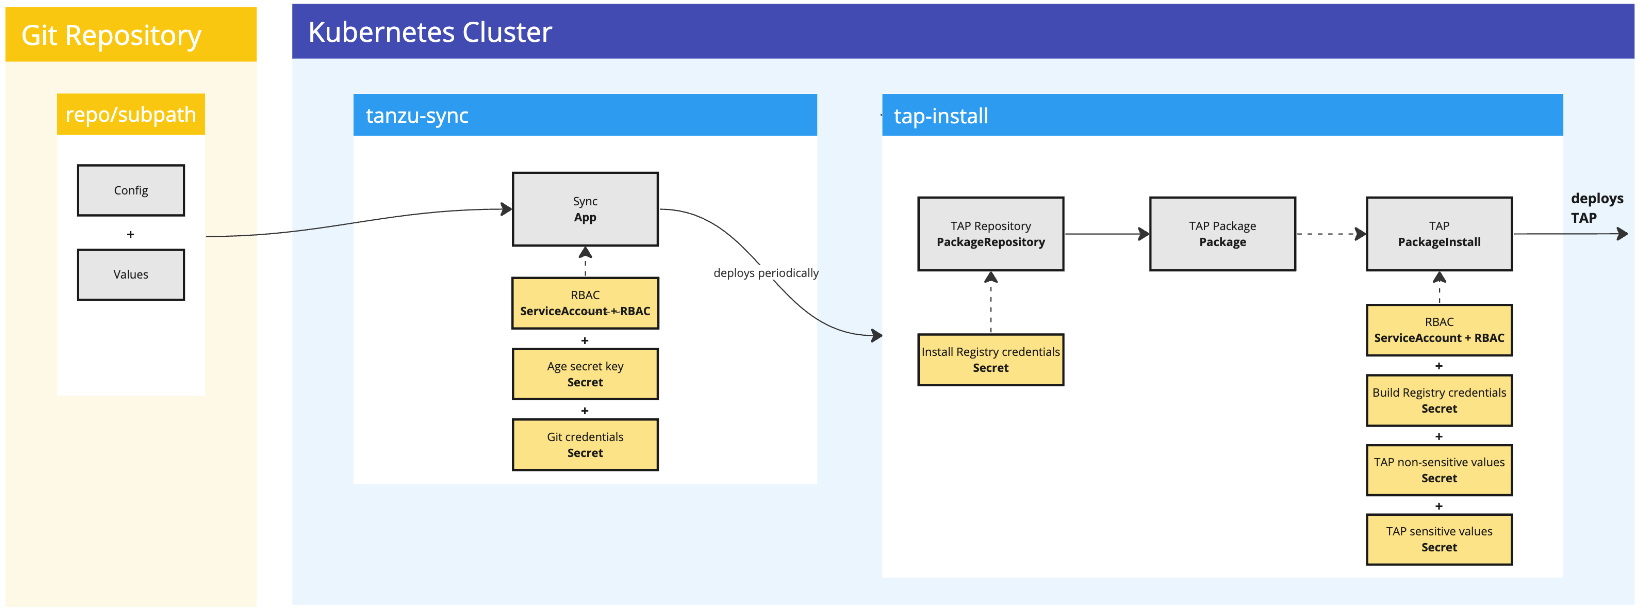 Git Repository
repo/subpath
Config
+
Values
Kubernetes Cluster
tanzu-sync
Sync
App
RBAC
ServiceAccount + RBAC
+
Age secret key
Secret
+
Git credentials
Secret
deploys periodically
tap-install
TAP Repository
PackageRepository
Install Registry credentials
Secret
TAP Package
Package
TAP
PackageInstall
RBAC
ServiceAccount + RBAC
+
Build Registry credentials
Secret
+
TAP non-sensitive values
Secret
+
TAP sensitive values
Secret
deploys
TAP